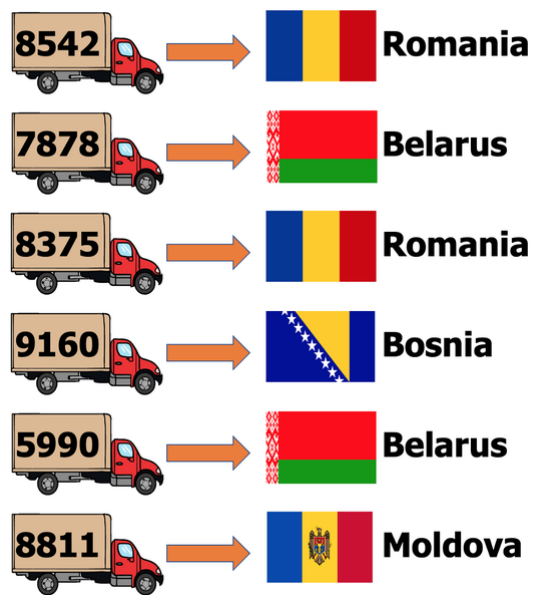 8542 Romania
7878 Belarus
8375 Romania
9160 Bosnia
5990 Belarus
8811 Moldova